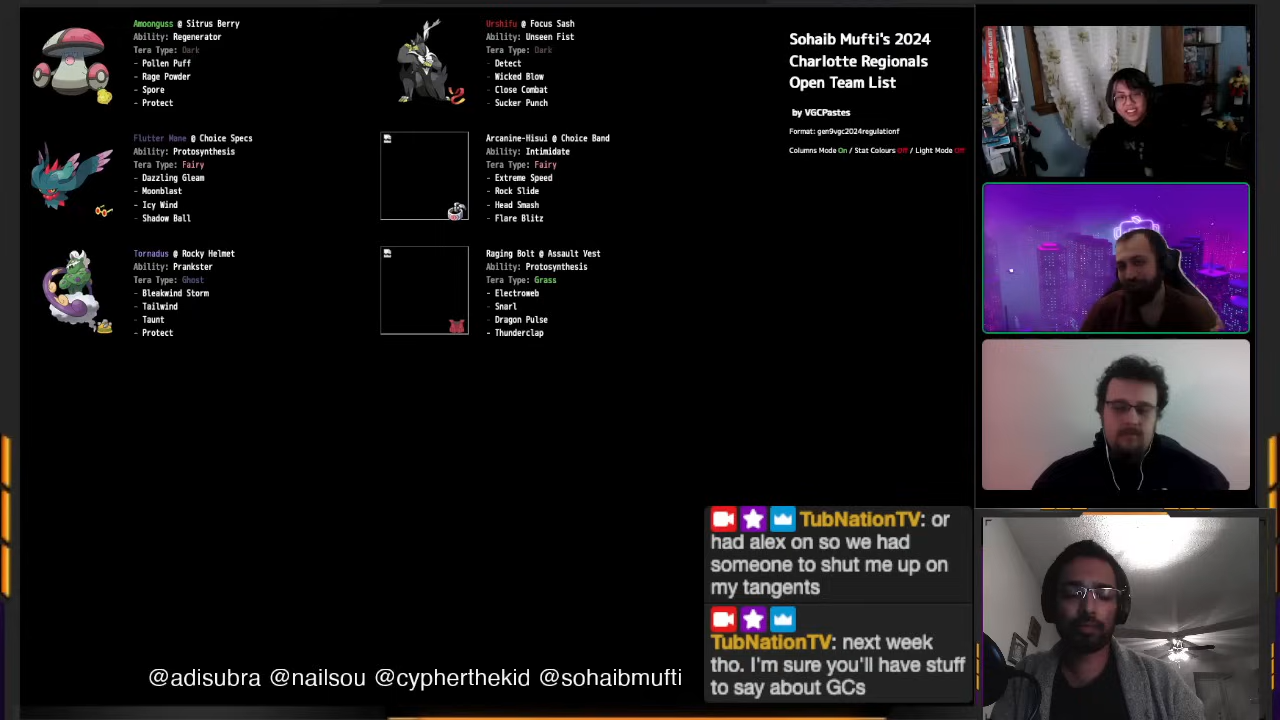 Amoonguss @ Sitrus Berry
Ability: Regenerator
Tera Type: Dark
- Pollen Puff
- Rage Powder
- Spore
- Protect
Urshifu @ Focus Sash
Ability: Unseen Fist
Tera Type: Dark
- Detect
- Wicked Blow
- Close Combat
- Sucker Punch
Flutter Mane @ Choice Specs
Ability: Protosynthesis
Tera Type: Fairy
- Dazzling Gleam
- Moonblast
- Icy Wind
- Shadow Ball
Arcanine-Hisui @ Choice Band
Ability: Intimidate
Tera Type: Fairy
- Extreme Speed
- Rock Slide
- Head Smash
- Flare Blitz
Tornadus @ Rocky Helmet
Ability: Prankster
Tera Type: Ghost
- Bleakwind Storm
- Tailwind
- Taunt
- Protect
Raging Bolt @ Assault Vest
Ability: Protosynthesis
Tera Type: Grass
- Electroweb
- Snarl
- Dragon Pulse
- Thunderclap
Sohaib Mufti's 2024
Charlotte Regionals
Open Team List
by VGCPastes
Format: gen9vgc2024regulationf
Columns Mode On / Stat Colours Off / Light Mode Off
SEMI-FINALIST
TubNationTV: or
had alex on so we had
someone to shut me up on
my tangents
TubNationTV: next week
tho. I'm sure you'll have stuff
to say about GCs
@adisubra @nailsou @cypherthekid @sohaibmufti